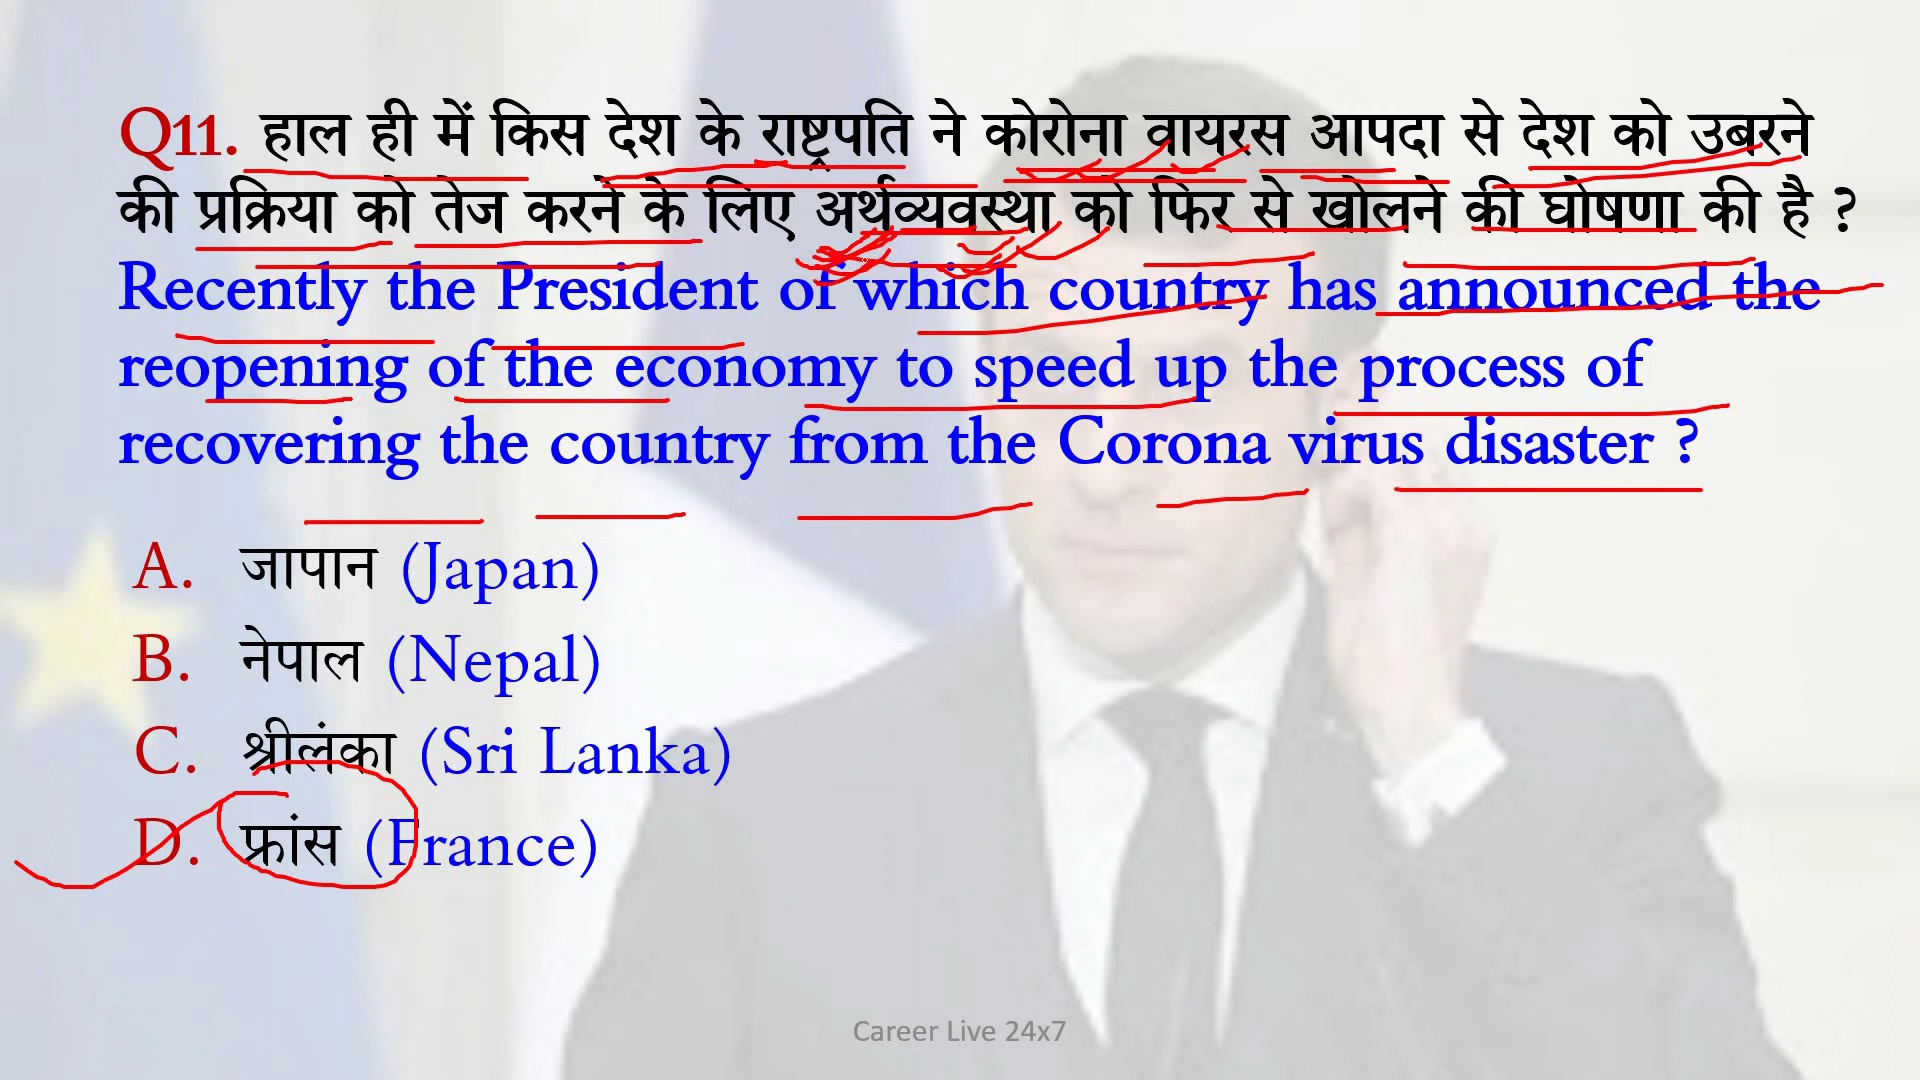 Q11. हाल ही में किस देश के राष्ट्रपति ने कोरोना वायरस आपदा से देश को उबरने
की प्रक्रिया को तेज करने के लिए अर्थव्यवस्था को फिर से खोलने की घोषणा की है ?
Recently the President of which country has announced the
reopening of the economy to speed up the process of
recovering the country from the Corona virus disaster ?
A. जापान (Japan)
B. नेपाल (Nepal)
C. श्रीलंका (Sri Lanka)
D. फ्रांस (France)
Career Live 24x7